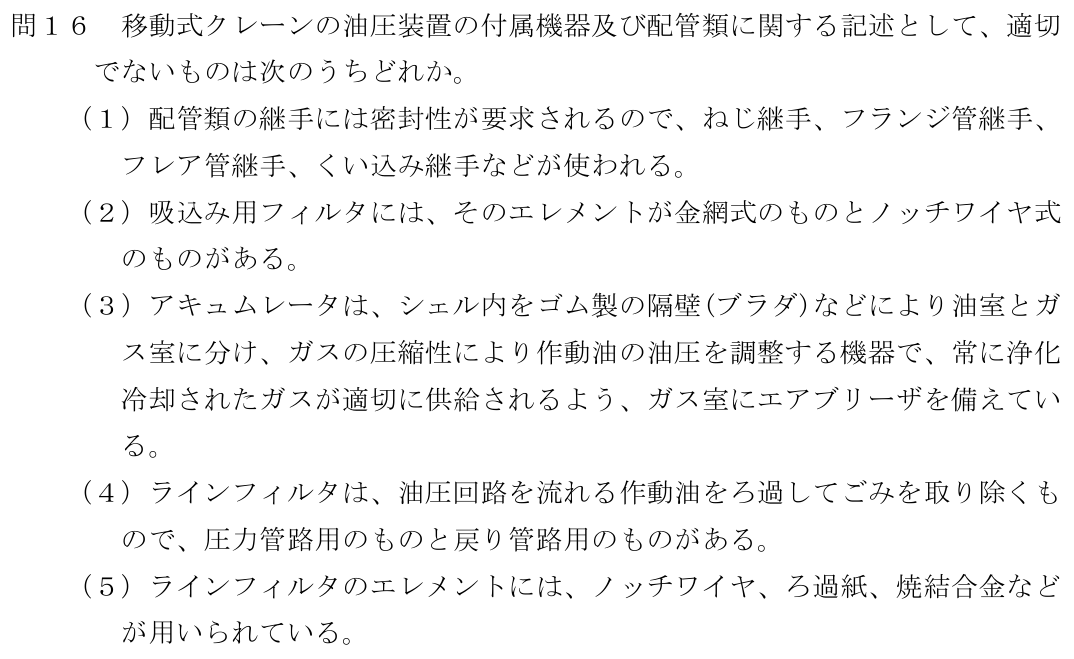 問１６　移動式クレーンの油圧装置の付属機器及び配管類に関する記述として、適切
でないものは次のうちどれか。
（１）配管類の継手には密封性が要求されるので、ねじ継手、フランジ管継手、
フレア管継手、くい込み継手などが使われる。
（２）吸込み用フィルタには、そのエレメントが金網式のものとノッチワイヤ式
のものがある。
（３）アキュムレータは、シェル内をゴム製の隔壁(ブラダ)などにより油室とガ
ス室に分け、ガスの圧縮性により作動油の油圧を調整する機器で、常に浄化
冷却されたガスが適切に供給されるよう、ガス室にエアブリーザを備えてい
る。
（４）ラインフィルタは、油圧回路を流れる作動油をろ過してごみを取り除くも
ので、圧力管路用のものと戻り管路用のものがある。
（５）ラインフィルタのエレメントには、ノッチワイヤ、ろ過紙、焼結合金など
が用いられている。